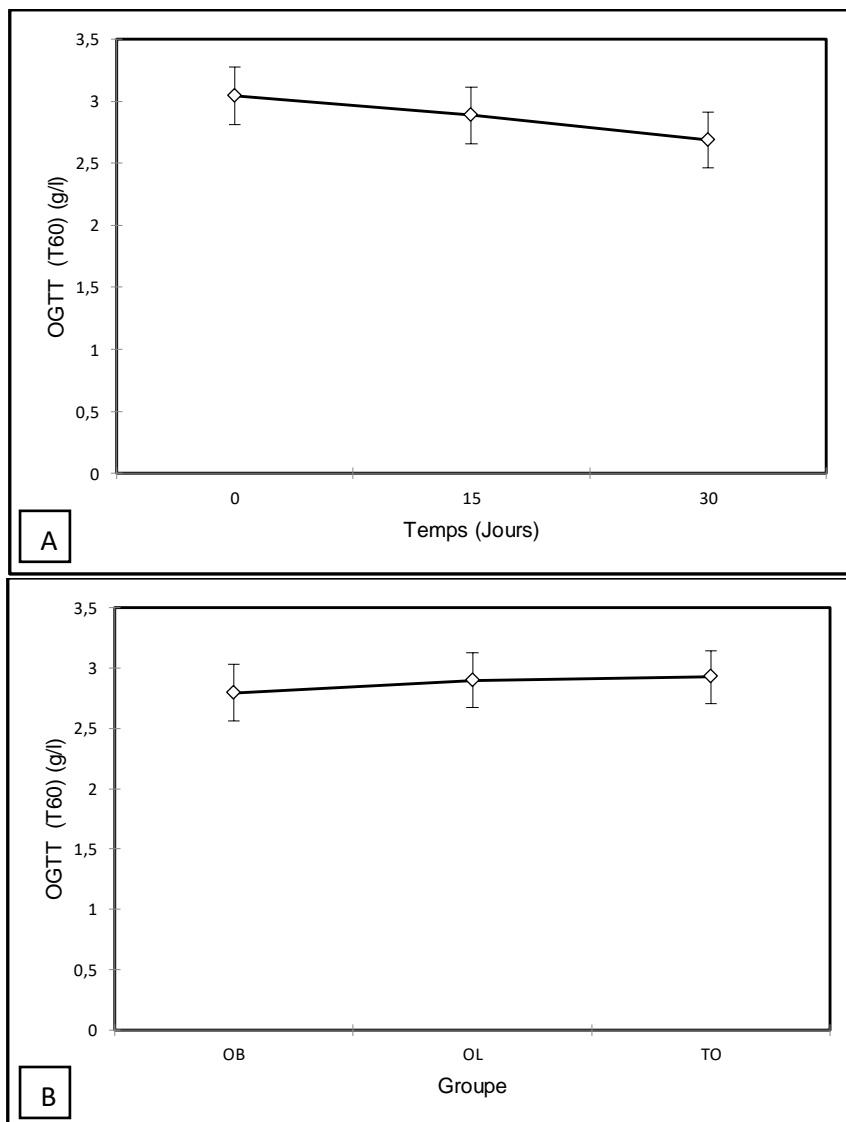 3,5
3
2,5
2
1,5
1
0,5
0
OGTT (T60) (g/l)
0
15
30
Temps (Jours)
A
3,5
3
2,5
2
1,5
1
0,5
0
OGTT (T60) (g/l)
OB
OL
TO
Groupe
B